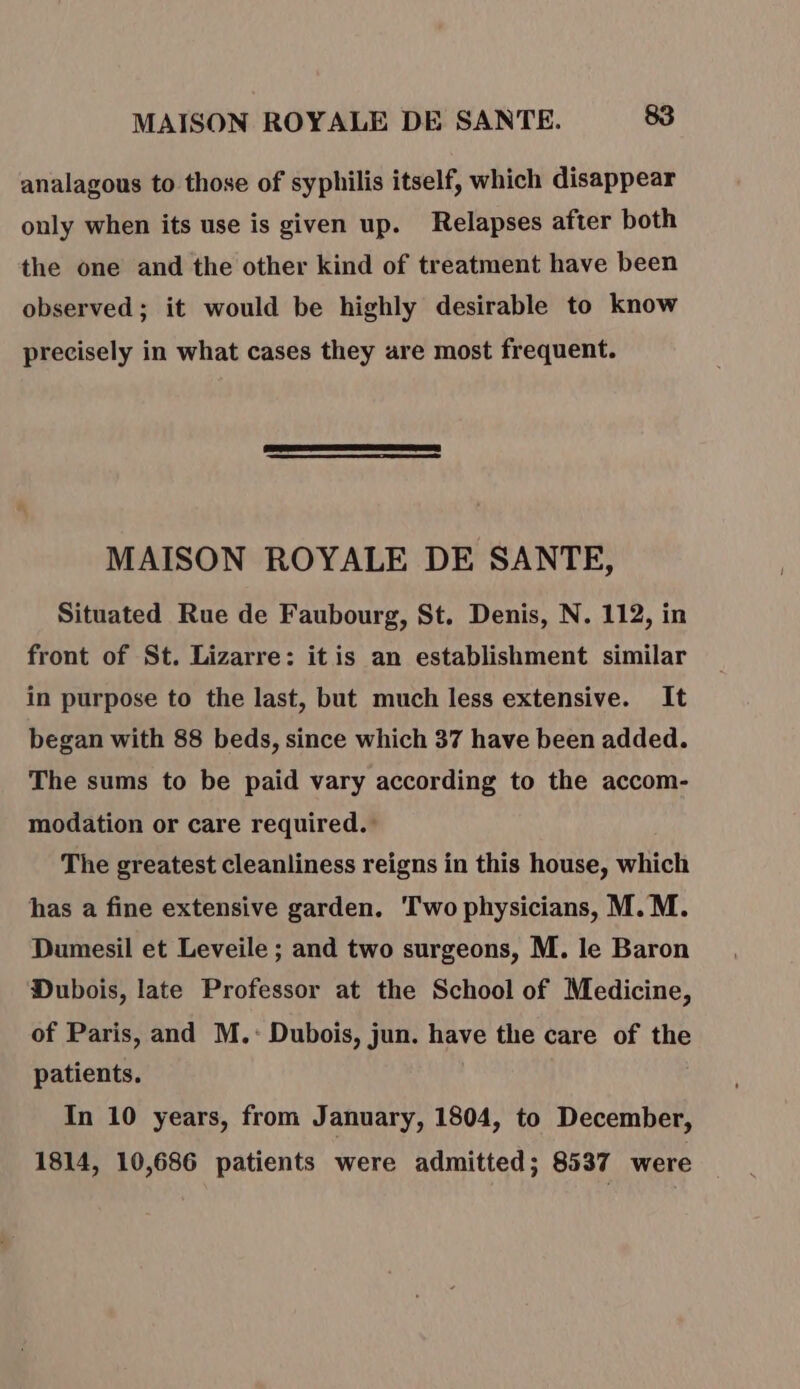 MAISON ROYALE DE SANTE. 83
analagous to those of syphilis itself, which disappear
only when its use is given up. Relapses after both
the one and the other kind of treatment have been
observed; it would be highly desirable to know
precisely in what cases they are most frequent.
MAISON ROYALE DE SANTE,
Situated Rue de Faubourg, St. Denis, N. 112, in
front of St. Lizarre: it is an establishment similar
in purpose to the last, but much less extensive. It
began with 88 beds, since which 37 have been added.
The sums to be paid vary according to the accom-
modation or care required.
The greatest cleanliness reigns in this house, which
has a fine extensive garden. Two physicians, M. M.
Dumesil et Leveile; and two surgeons, M. le Baron
Dubois, late Professor at the School of Medicine,
of Paris, and M. Dubois, jun. have the care of the
patients.
In 10 years, from January, 1804, to December,
1814, 10,686 patients were admitted; 8537 were